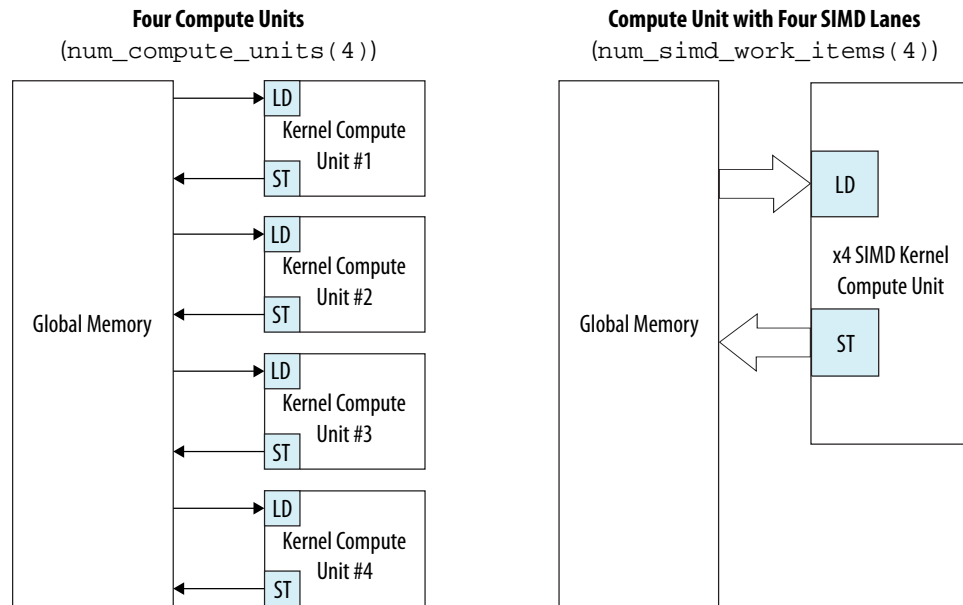 Four Compute Units
(num_compute_units(4))
LD
Kernel Compute
Unit #1
ST
LD
Kernel Compute
Unit #2
ST
Global Memory
LD
Kernel Compute
Unit #3
ST
LD
Kernel Compute
Unit #4
ST
Compute Unit with Four SIMD Lanes
(num_simd_work_items(4))
LD
x4 SIMD Kernel
Compute Unit
Global Memory
ST